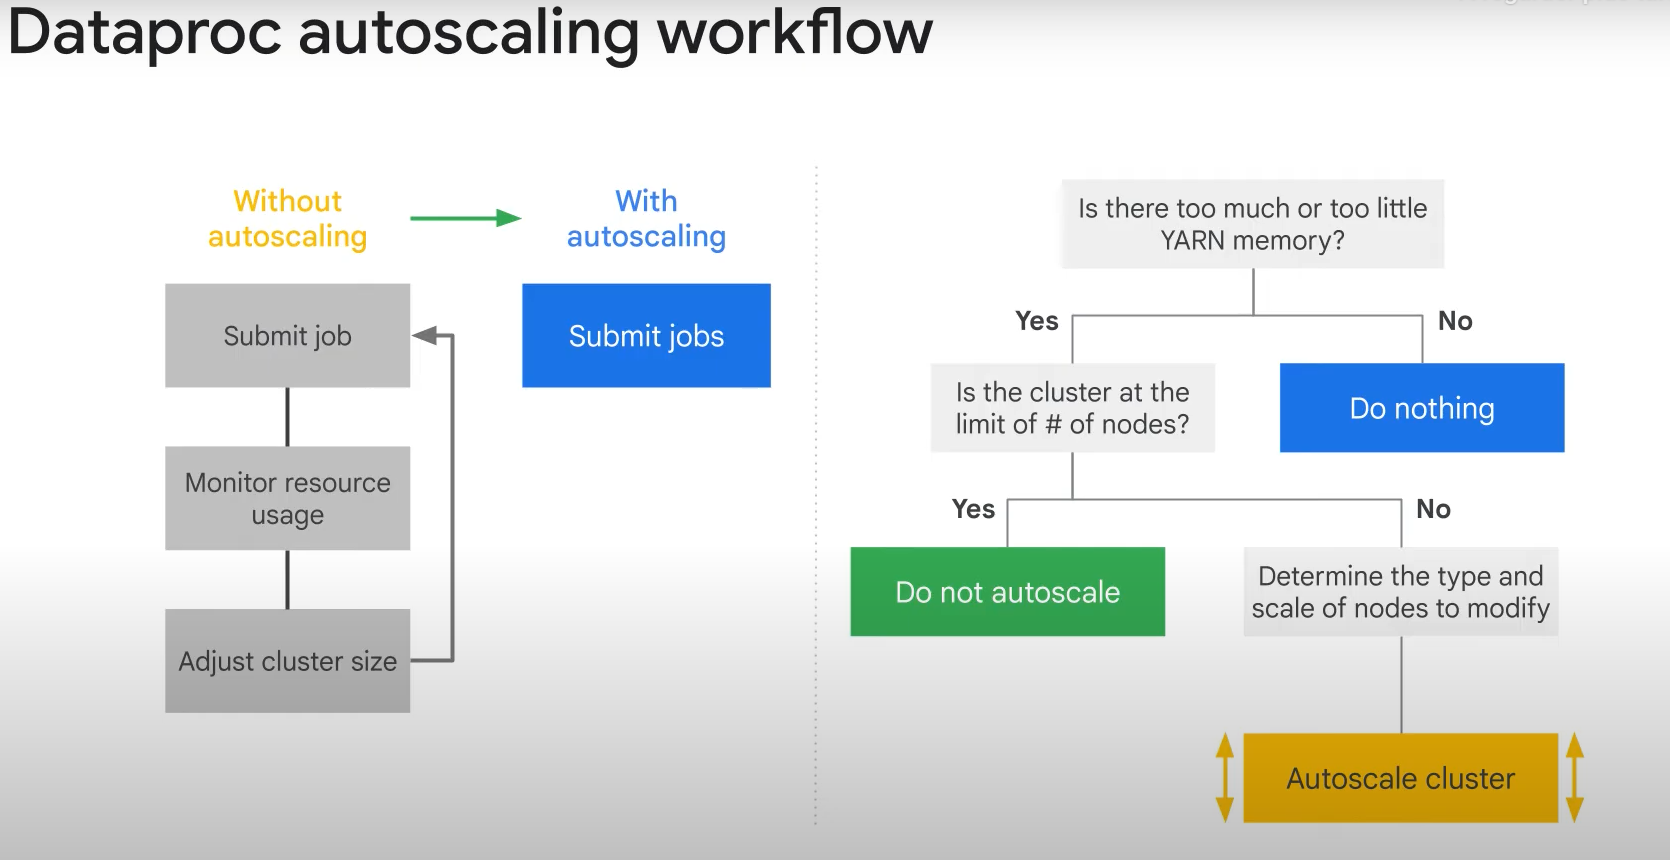 Dataproc autoscaling workflow
Without
autoscaling
With
autoscaling
Submit job
Submit jobs
Monitor resource
usage
Adjust cluster size
Is there too much or too little
YARN memory?
Yes
No
Is the cluster at the
limit of # of nodes?
Do nothing
Yes
No
Do not autoscale
Determine the type and
scale of nodes to modify
Autoscale cluster